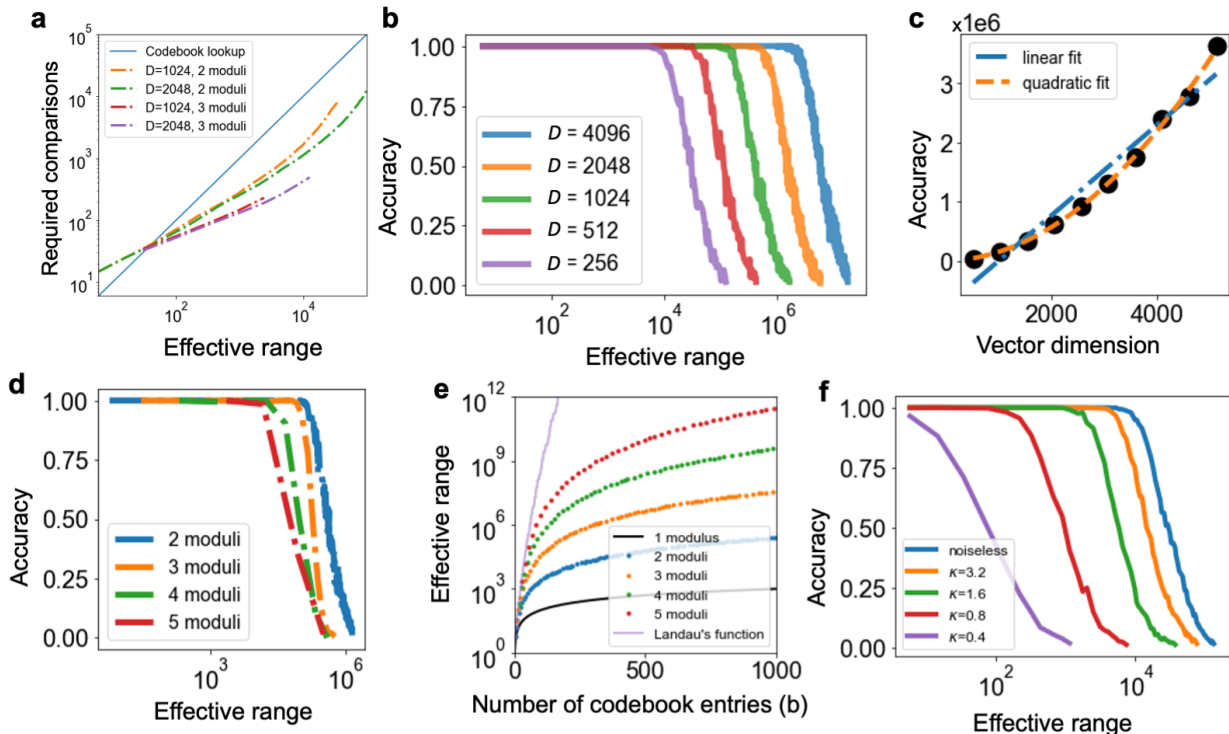 a
Required comparisons
10^5
10^4
10^3
10^2
10^1
Codebook lookup
D=1024, 2 moduli
D=2048, 2 moduli
D=1024, 3 moduli
D=2048, 3 moduli
10^2
10^4
Effective range
b
Accuracy
1.00
0.75
0.50
0.25
0.00
D = 4096
D = 2048
D = 1024
D = 512
D = 256
10^2
10^4
10^6
Effective range
c
x1e6
Accuracy
3
2
1
0
linear fit
quadratic fit
2000
4000
Vector dimension
d
Accuracy
1.00
0.75
0.50
0.25
0.00
2 moduli
3 moduli
4 moduli
5 moduli
10^3
10^6
Effective range
e
Effective range
10^12
10^9
10^6
10^3
10^0
1 modulus
2 moduli
3 moduli
4 moduli
5 moduli
Landau's function
0
500
1000
Number of codebook entries (b)
f
Accuracy
1.00
0.75
0.50
0.25
0.00
noiseless
κ=3.2
κ=1.6
κ=0.8
κ=0.4
10^2
10^4
Effective range